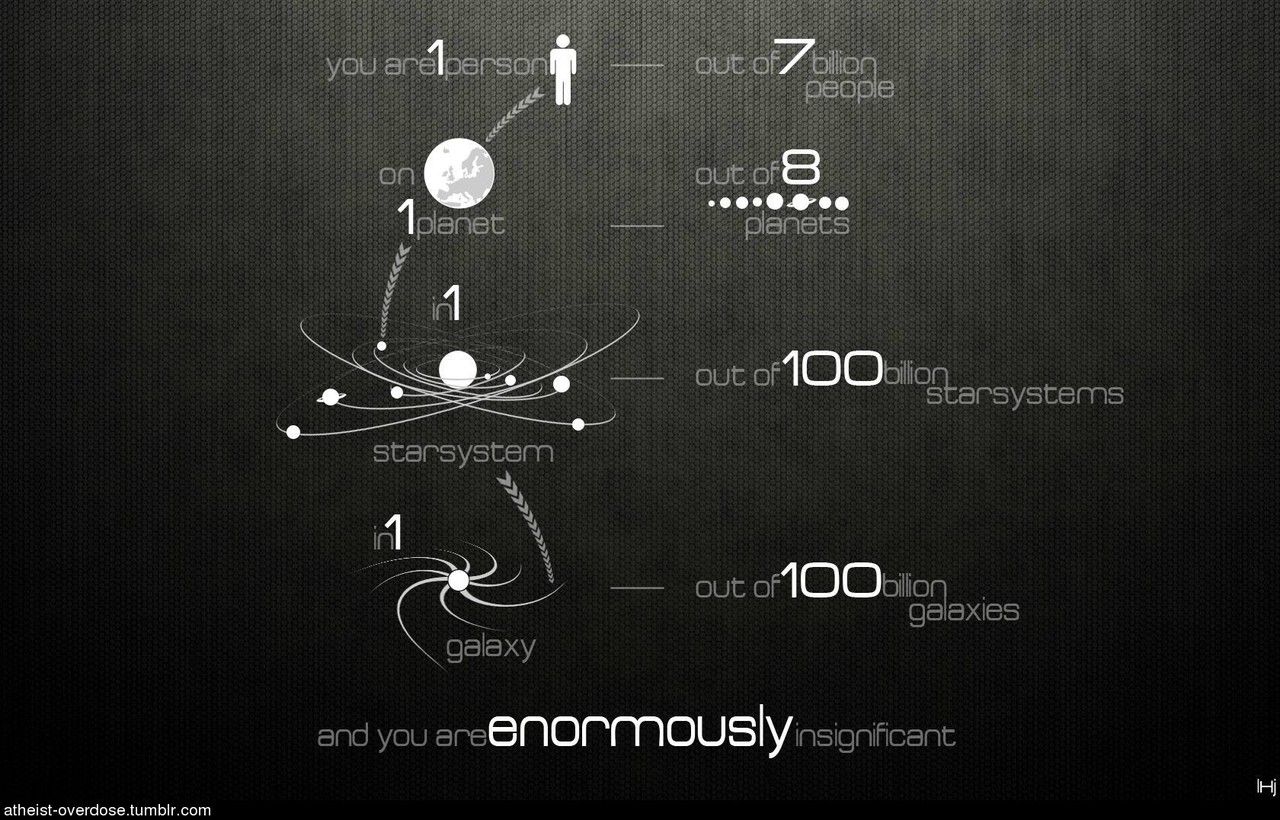 you are 1 person out of 7 billion
people
on out of 8
1 planet planets
in 1
out of 100 billion
starsystems
starsystem
in 1
out of 100 billion
galaxies
galaxy
and you are enormously insignificant
atheist-overdose.tumblr.com